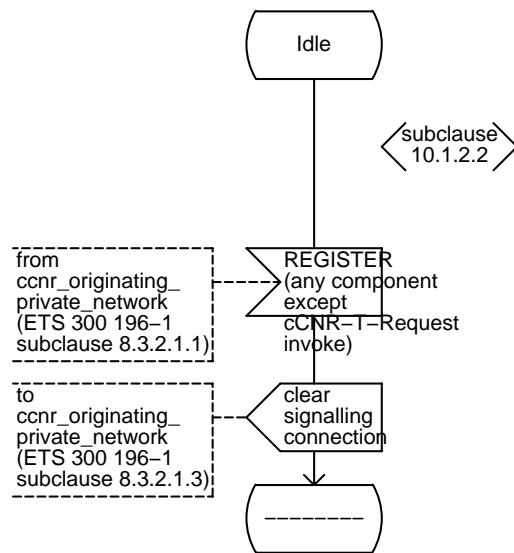 Idle
subclause
10.1.2.2
from
ccnr_originating_
private_network
(ETS 300 196−1
subclause 8.3.2.1.1)
REGISTER
(any component
except
cCNR−T−Request
invoke)
to
ccnr_originating_
private_network
(ETS 300 196−1
subclause 8.3.2.1.3)
clear
signalling
connection
−−−−−−−−